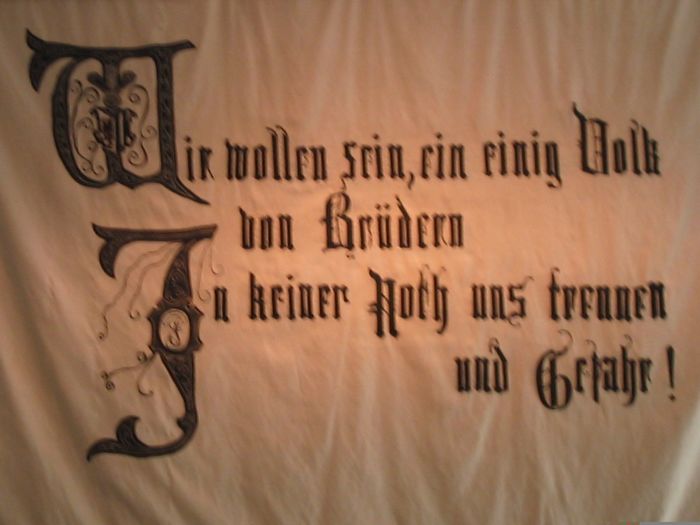 Wir wollen sein, ein einig Volk
von Brüdern
In keiner Noth uns trennen
und Gefahr!